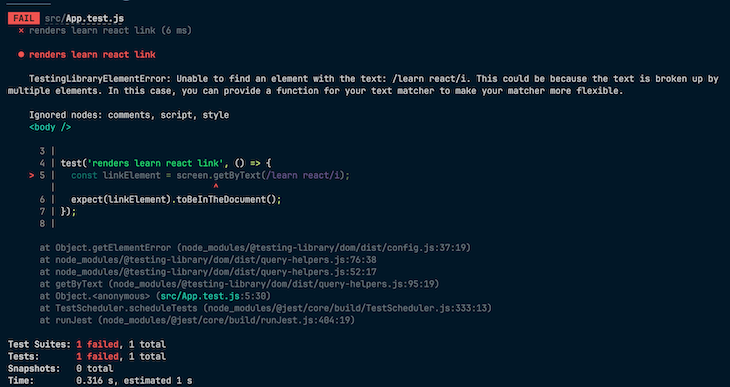 FAIL src/App.test.js
× renders learn react link (6 ms)
● renders learn react link
TestingLibraryElementError: Unable to find an element with the text: /learn react/i. This could be because the text is broken up by
multiple elements. In this case, you can provide a function for your text matcher to make your matcher more flexible.
Ignored nodes: comments, script, style
<body />
3 |
4 | test('renders learn react link', () => {
> 5 |   const linkElement = screen.getByText(/learn react/i);
|                      ^
6 |   expect(linkElement).toBeInTheDocument();
7 | });
8 |
at Object.getElementError (node_modules/@testing-library/dom/dist/config.js:37:19)
at node_modules/@testing-library/dom/dist/query-helpers.js:76:38
at node_modules/@testing-library/dom/dist/query-helpers.js:52:17
at getByText (node_modules/@testing-library/dom/dist/query-helpers.js:95:19)
at Object.<anonymous> (src/App.test.js:5:30)
at TestScheduler.scheduleTests (node_modules/@jest/core/build/TestScheduler.js:333:13)
at runJest (node_modules/@jest/core/build/runJest.js:404:19)
Test Suites: 1 failed, 1 total
Tests:       1 failed, 1 total
Snapshots:   0 total
Time:        0.316 s, estimated 1 s